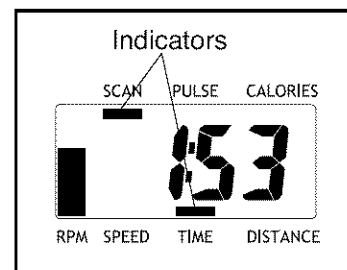 Indicators
SCAN PULSE CALORIES
1:53
RPM SPEED TIME DISTANCE